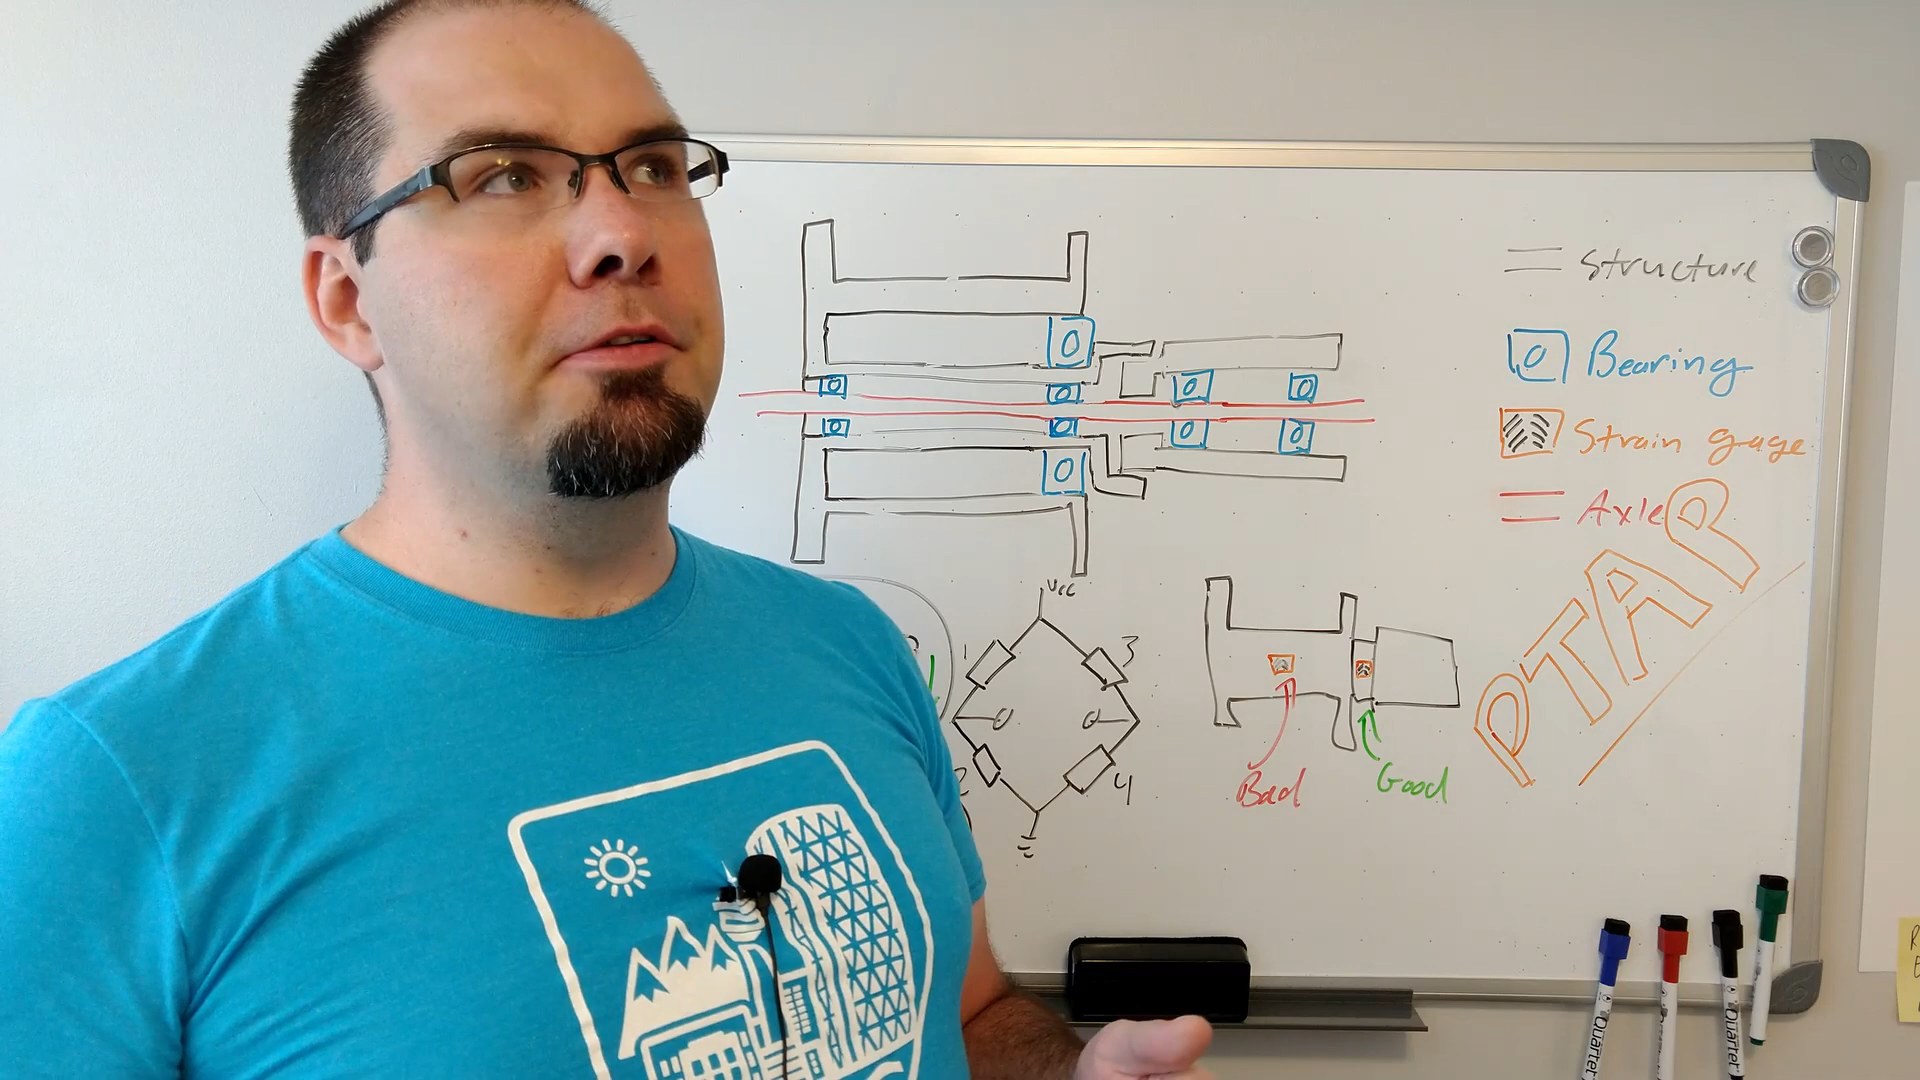 Structure
Bearing
Strain gage
Axle
PTAP
Vcc
1
3
2
4
Bad
Good
Quartet
Quartet